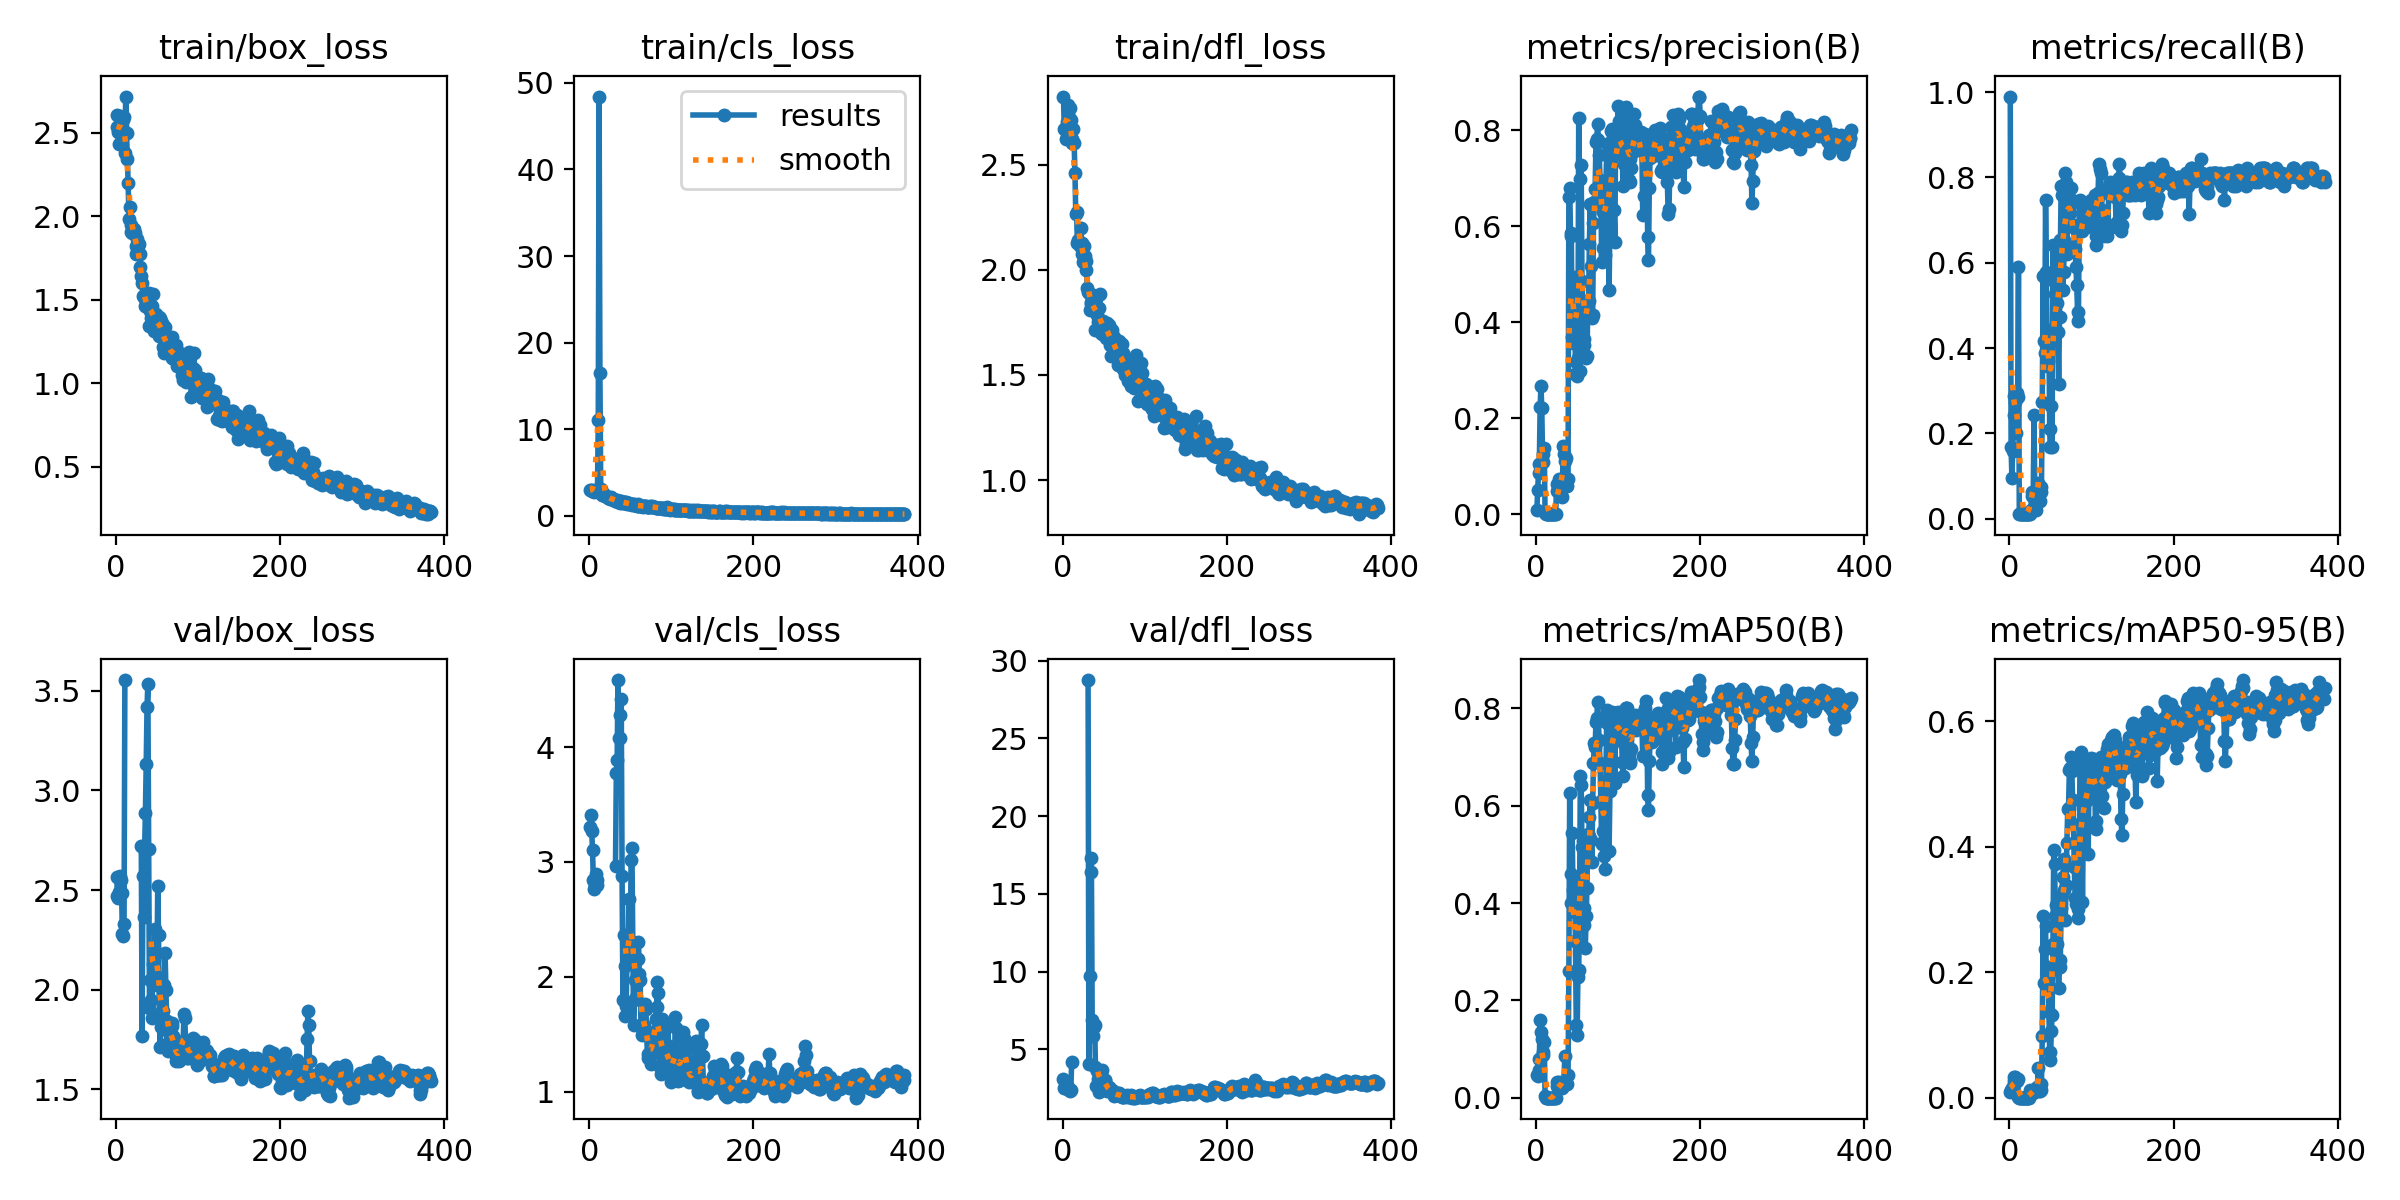 train/box_loss
train/cls_loss
train/dfl_loss
metrics/precision(B)
metrics/recall(B)
2.5
2.0
1.5
1.0
0.5
0 200 400
50
40
30
20
10
0
0 200 400
results
smooth
2.5
2.0
1.5
1.0
0 200 400
0.8
0.6
0.4
0.2
0.0
0 200 400
1.0
0.8
0.6
0.4
0.2
0.0
0 200 400
val/box_loss
val/cls_loss
val/dfl_loss
metrics/mAP50(B)
metrics/mAP50-95(B)
3.5
3.0
2.5
2.0
1.5
0 200 400
4
3
2
1
0 200 400
30
25
20
15
10
5
0 200 400
0.8
0.6
0.4
0.2
0.0
0 200 400
0.6
0.4
0.2
0.0
0 200 400